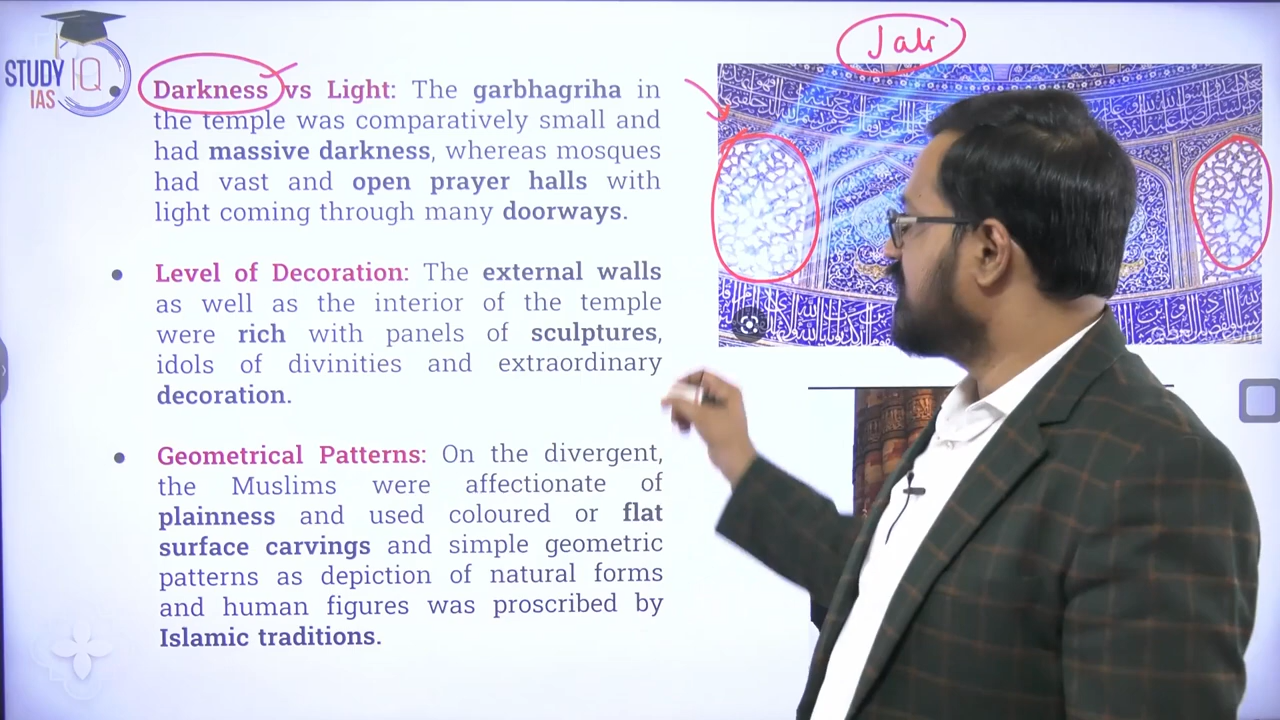 STUDY IQ
IAS
Jali
Darkness vs Light: The garbhagriha in
the temple was comparatively small and
had massive darkness, whereas mosques
had vast and open prayer halls with
light coming through many doorways.
Level of Decoration: The external walls
as well as the interior of the temple
were rich with panels of sculptures,
idols of divinities and extraordinary
decoration.
Geometrical Patterns: On the divergent,
the Muslims were affectionate of
plainness and used coloured or flat
surface carvings and simple geometric
patterns as depiction of natural forms
and human figures was proscribed by
Islamic traditions.